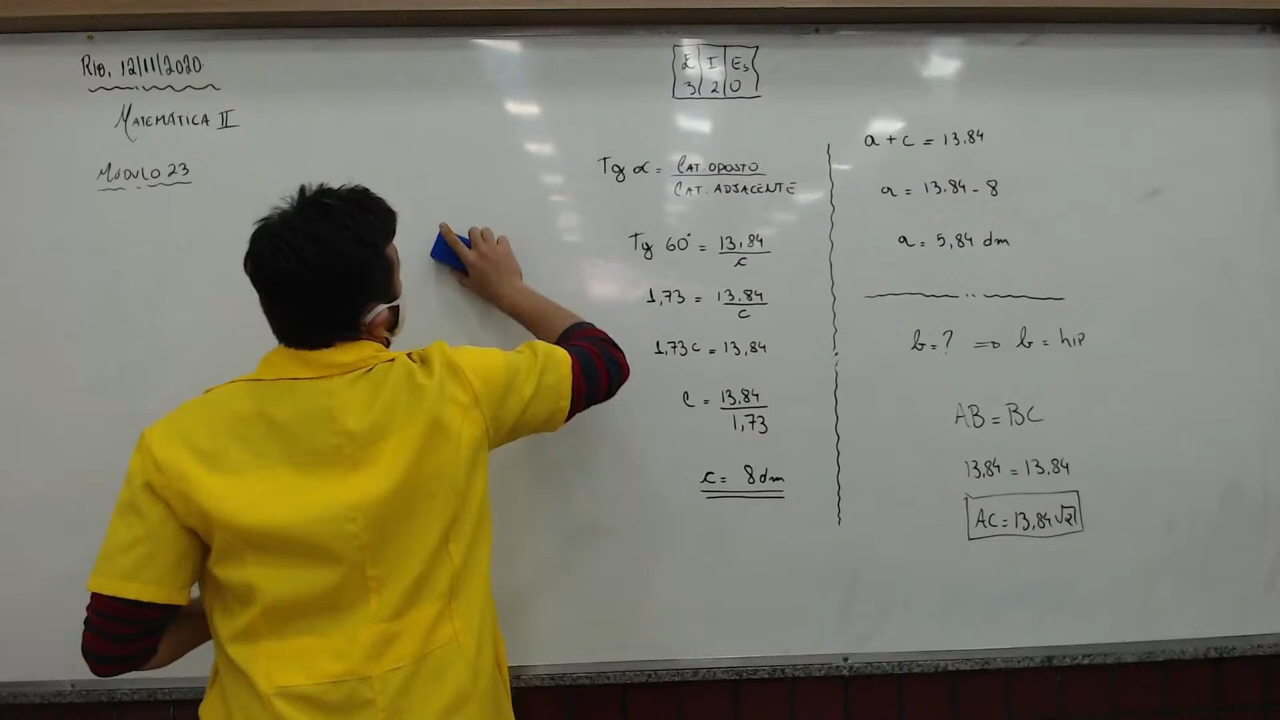 RIB, 12/11/2020
MATEMÁTICA II
MÓDULO 23
E I E3
3 2 0
Tg α = CAT. OPOSTO
CAT. ADJACENTE
Tg 60° = 13,84
c
1,73 = 13.84
c
1,73c = 13,84
c = 13.84
1,73
c = 8dm
a + c = 13.84
a = 13.84 - 8
a = 5,84 dm
b = ? ⇒ b = hip
AB = BC
13,84 = 13.84
AC = 13,84√2